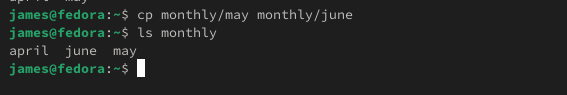 james@fedora:~$ cp monthly/may monthly/june
james@fedora:~$ ls monthly
april  june  may
james@fedora:~$